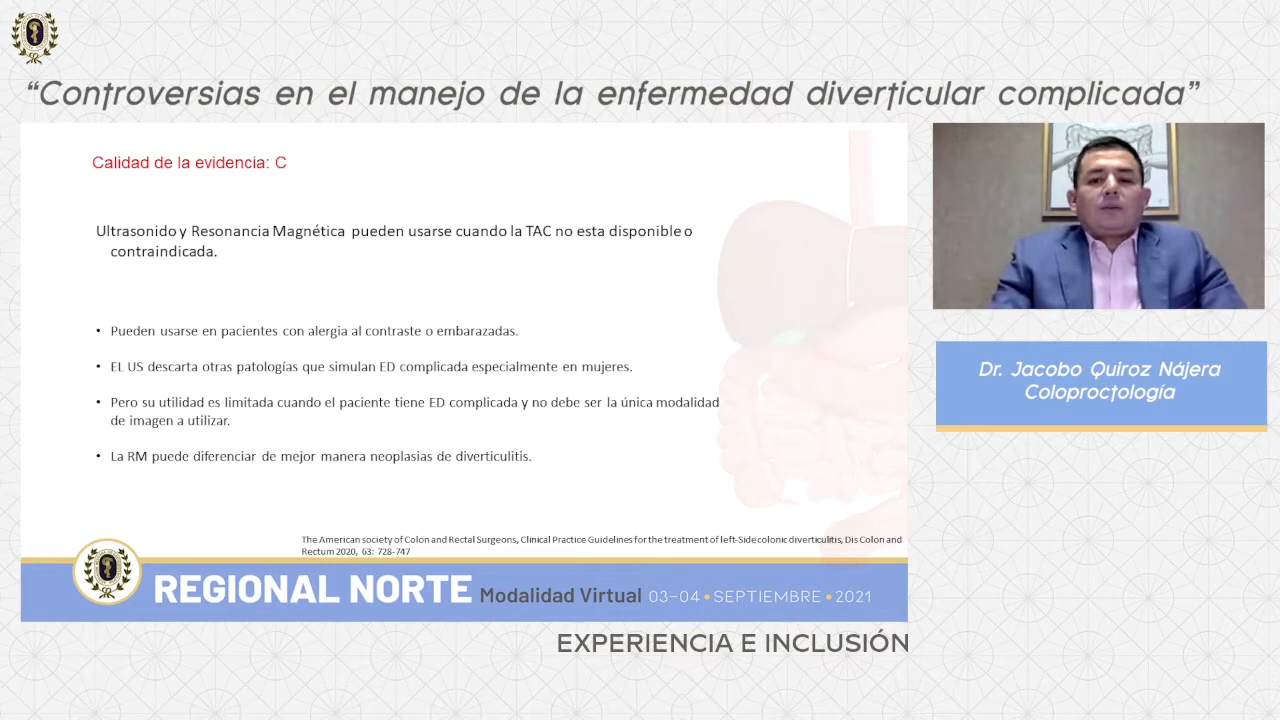 “Controversias en el manejo de la enfermedad diverticular complicada”
Calidad de la evidencia: C
Ultrasonido y Resonancia Magnética pueden usarse cuando la TAC no esta disponible o
contraindicada.
• Pueden usarse en pacientes con alergia al contraste o embarazadas.
• EL US descarta otras patologías que simulan ED complicada especialmente en mujeres.
• Pero su utilidad es limitada cuando el paciente tiene ED complicada y no debe ser la única modalidad
de imagen a utilizar.
• La RM puede diferenciar de mejor manera neoplasias de diverticulitis.
The American society of Colon and Rectal Surgeons, Clinical Practice Guidelines for the treatment of left-Side colonic diverticulitis, Dis Colon and
Rectum 2020, 63: 728-747
REGIONAL NORTE Modalidad Virtual 03-04 • SEPTIEMBRE • 2021
EXPERIENCIA E INCLUSIÓN
Dr. Jacobo Quiroz Nájera
Coloproctología